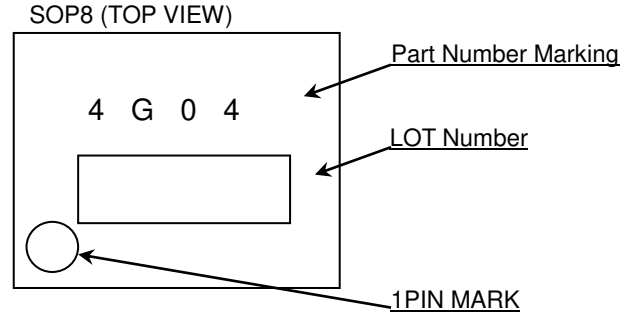 SOP8 (TOP VIEW)
Part Number Marking
4 G 0 4
LOT Number
1PIN MARK